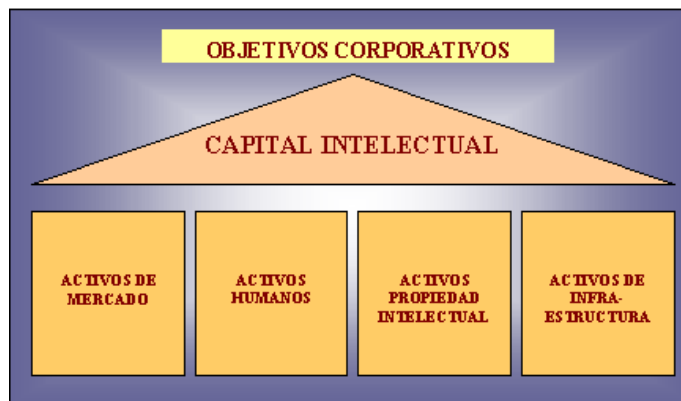 OBJETIVOS CORPORATIVOS
CAPITAL INTELECTUAL
ACTIVOS DE
MERCADO
ACTIVOS
HUMANOS
ACTIVOS
PROPIEDAD
INTELECTUAL
ACTIVOS DE
INFRA-
ESTRUCTURA